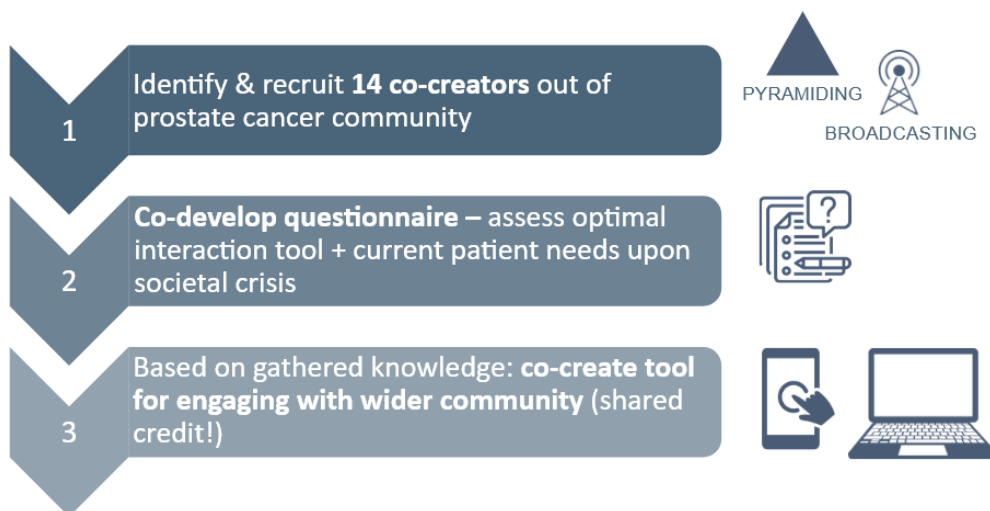 1
Identify & recruit 14 co-creators out of
prostate cancer community
PYRAMIDING
BROADCASTING
2
Co-develop questionnaire – assess optimal
interaction tool + current patient needs upon
societal crisis
?
3
Based on gathered knowledge: co-create tool
for engaging with wider community (shared
credit!)